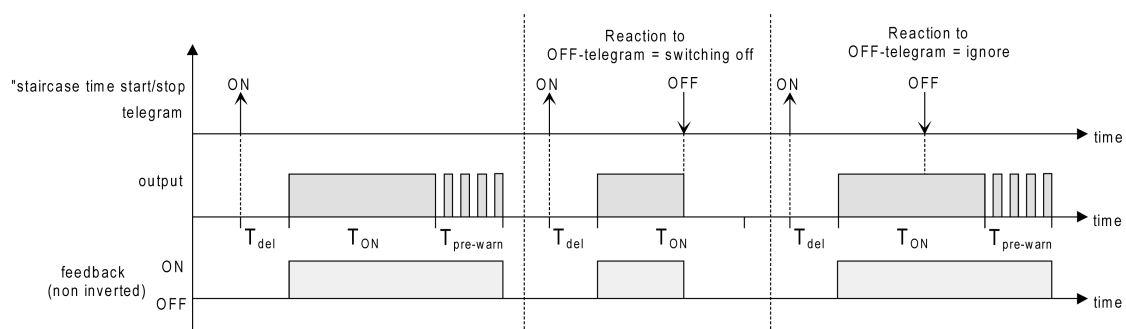 Reaction to
OFF-telegram = switching off
Reaction to
OFF-telegram = ignore
"staircase time start/stop
telegram
ON
ON
OFF
ON
OFF
time
output
time
T del
T ON
T pre-warn
T del
T ON
T del
T ON
T pre-warn
feedback
(non inverted)
ON
OFF
time